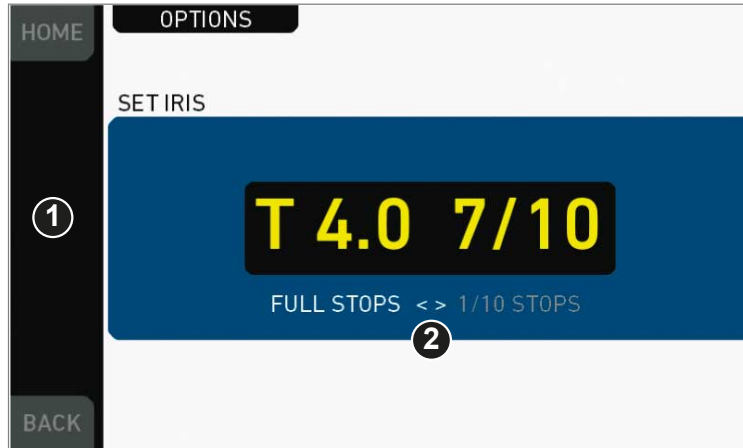 HOME
OPTIONS
SET IRIS
1
T 4.0 7/10
FULL STOPS < > 1/10 STOPS
2
BACK